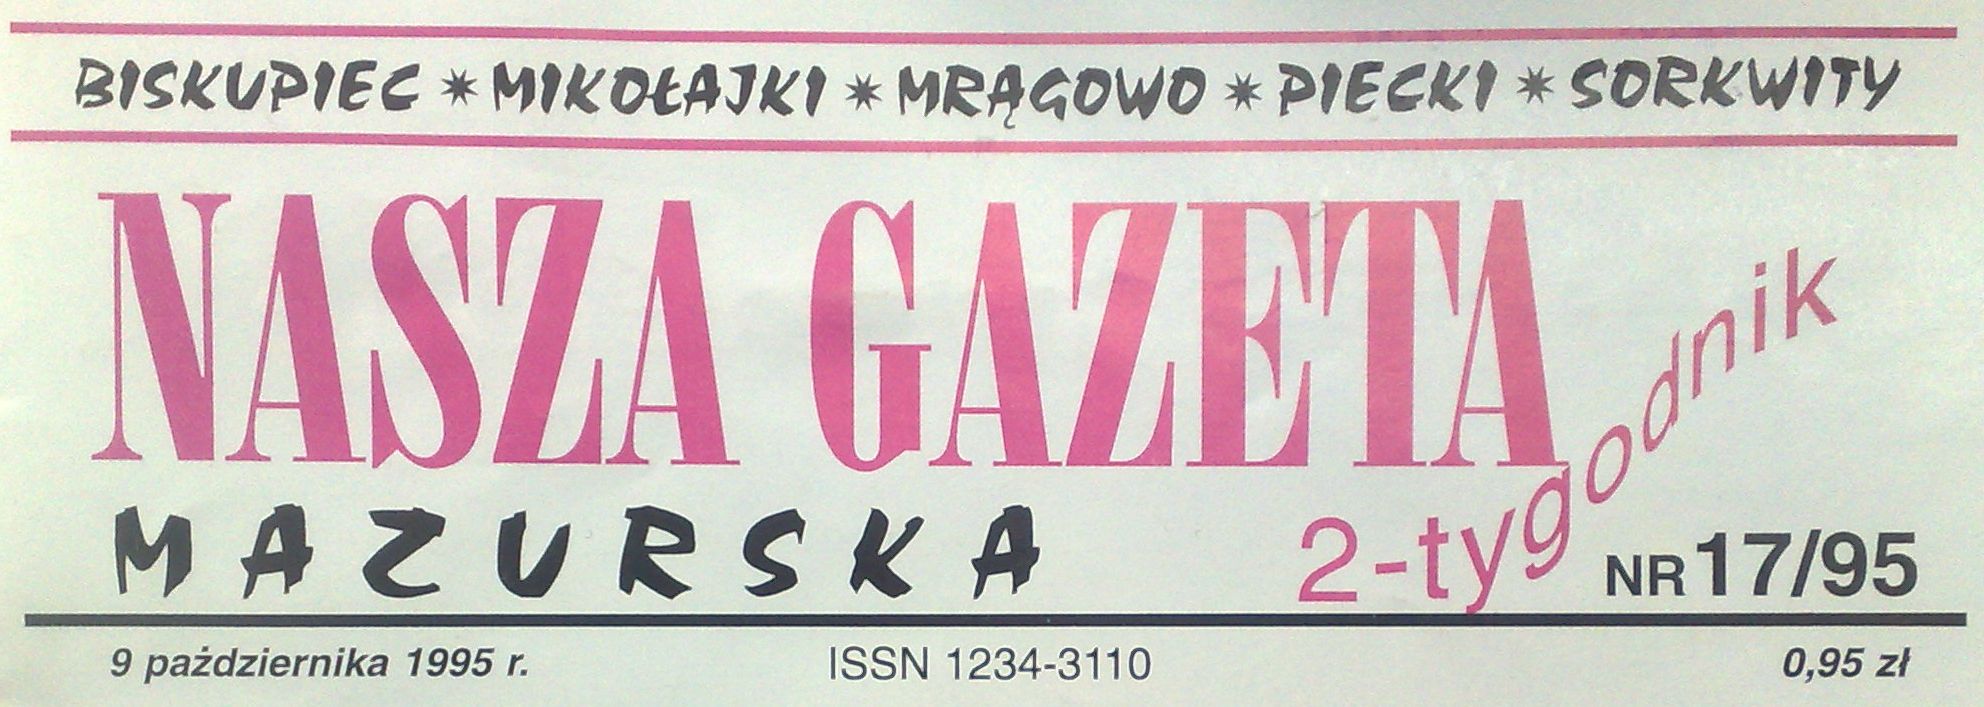 BISKUPIEC * MIKOŁAJKI * MRĄGOWO * PIECKI * SORKWITY
NASZA GAZETA
MAZURSKA
2-tygodnik
NR 17/95
9 października 1995 r.
ISSN 1234-3110
0,95 zł